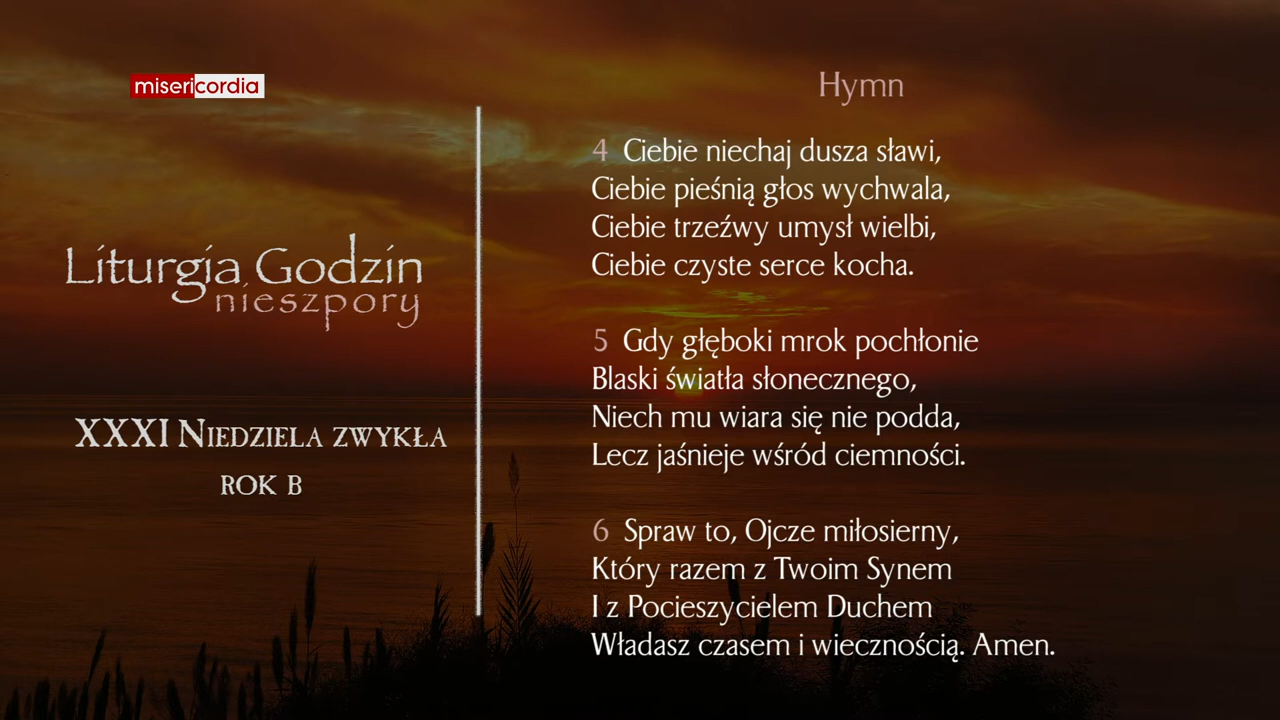 misericordia
Liturgia Godzin
nieszpory
XXXI Niedziela zwykła
rok B
Hymn
4 Ciebie niechaj dusza sławi,
Ciebie pieśnią głos wychwala,
Ciebie trzeźwy umysł wielbi,
Ciebie czyste serce kocha.
5 Gdy głęboki mrok pochłonie
Blaski światła słonecznego,
Niech mu wiara się nie podda,
Lecz jaśnieje wśród ciemności.
6 Spraw to, Ojcze miłosierny,
Który razem z Twoim Synem
I z Pocieszycielem Duchem
Władasz czasem i wiecznością. Amen.